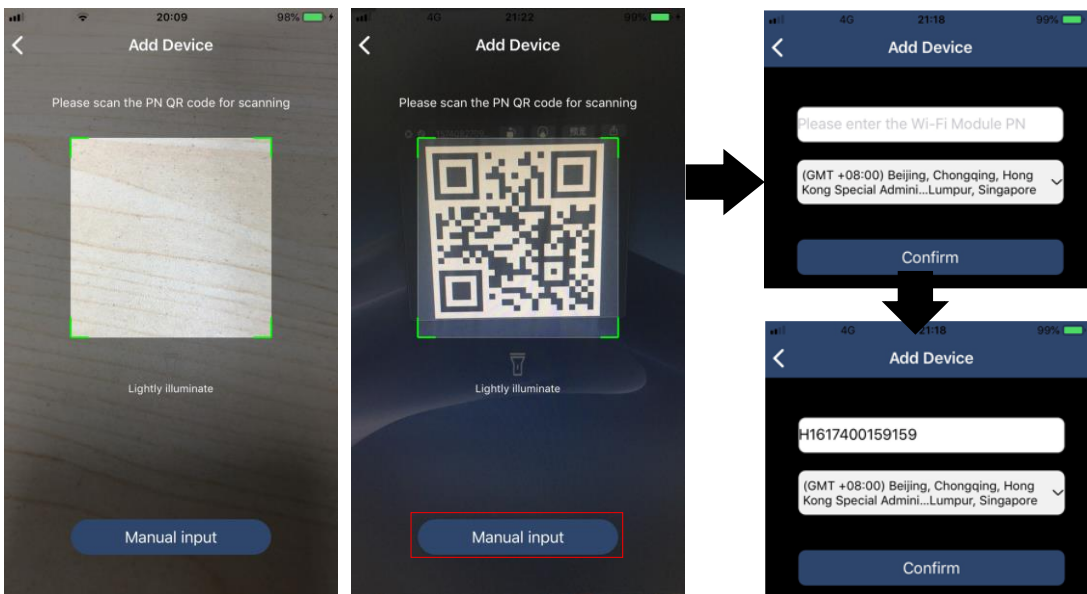 20:09
98%
Add Device
Please scan the PN QR code for scanning
Lightly illuminate
Manual input
4G
21:22
99%
Add Device
Please scan the PN QR code for scanning
Lightly illuminate
Manual input
4G
21:18
99%
Add Device
Please enter the Wi-Fi Module PN
(GMT +08:00) Beijing, Chongqing, Hong
Kong Special Admini...Lumpur, Singapore
Confirm
4G
21:18
99%
Add Device
H1617400159159
(GMT +08:00) Beijing, Chongqing, Hong
Kong Special Admini...Lumpur, Singapore
Confirm